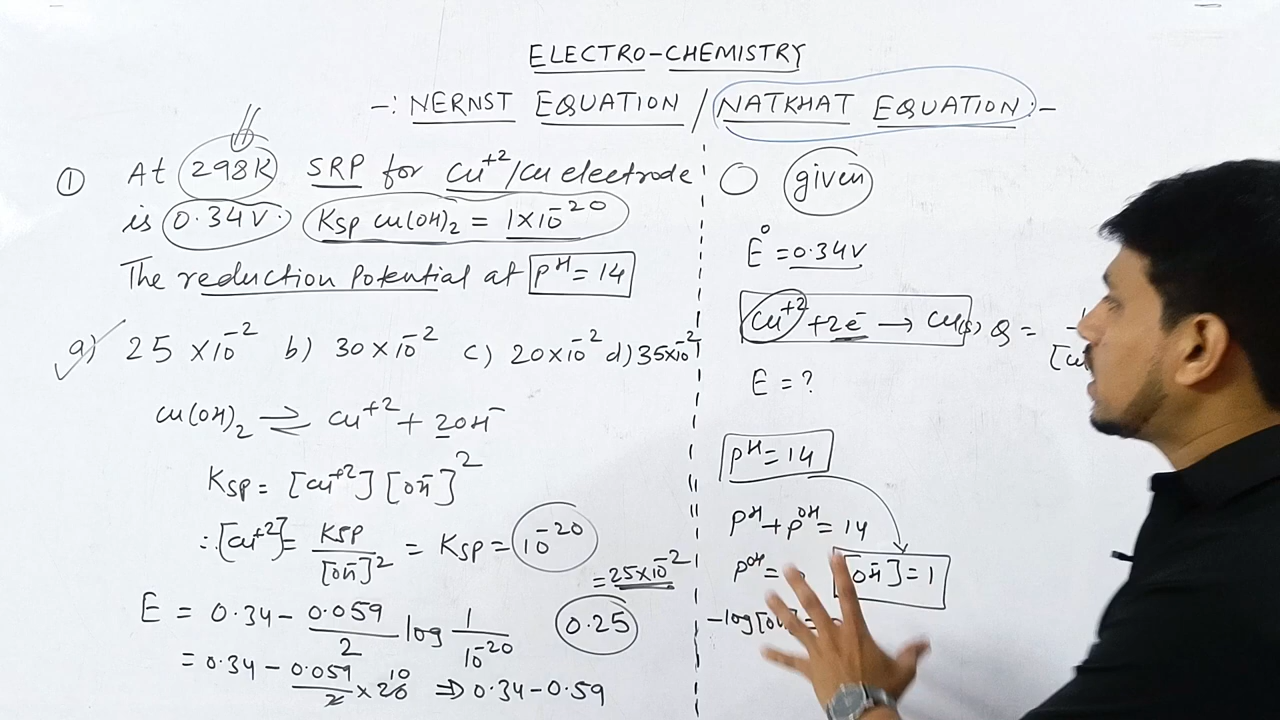 ELECTRO-CHEMISTRY
-: NERNST EQUATION / NATKHAT EQUATION :-
① At 298K SRP for Cu⁺²/Cu electrode
is 0.34V. Ksp Cu(OH)₂ = 1×10⁻²⁰
The reduction Potential at pH = 14
a) 25 ×10⁻² b) 30×10⁻² c) 20×10⁻² d) 35×10⁻²
Cu(OH)₂ ⇌ Cu⁺² + 2OH⁻
Ksp = [Cu⁺²] [OH⁻]²
∴ [Cu⁺²] = Ksp/[OH⁻]² = Ksp = 10⁻²⁰
= 25×10⁻²
E = 0.34 - 0.059/2 log 1/10⁻²⁰ 0.25
= 0.34 - 0.059/2 × 20 10 ⇒ 0.34 - 0.59
given
E° = 0.34V
Cu⁺² + 2e⁻ → Cu(s) Q =
E = ?
pH = 14
pH + pOH = 14
pOH = [OH⁻] = 1
-log[OH⁻] =